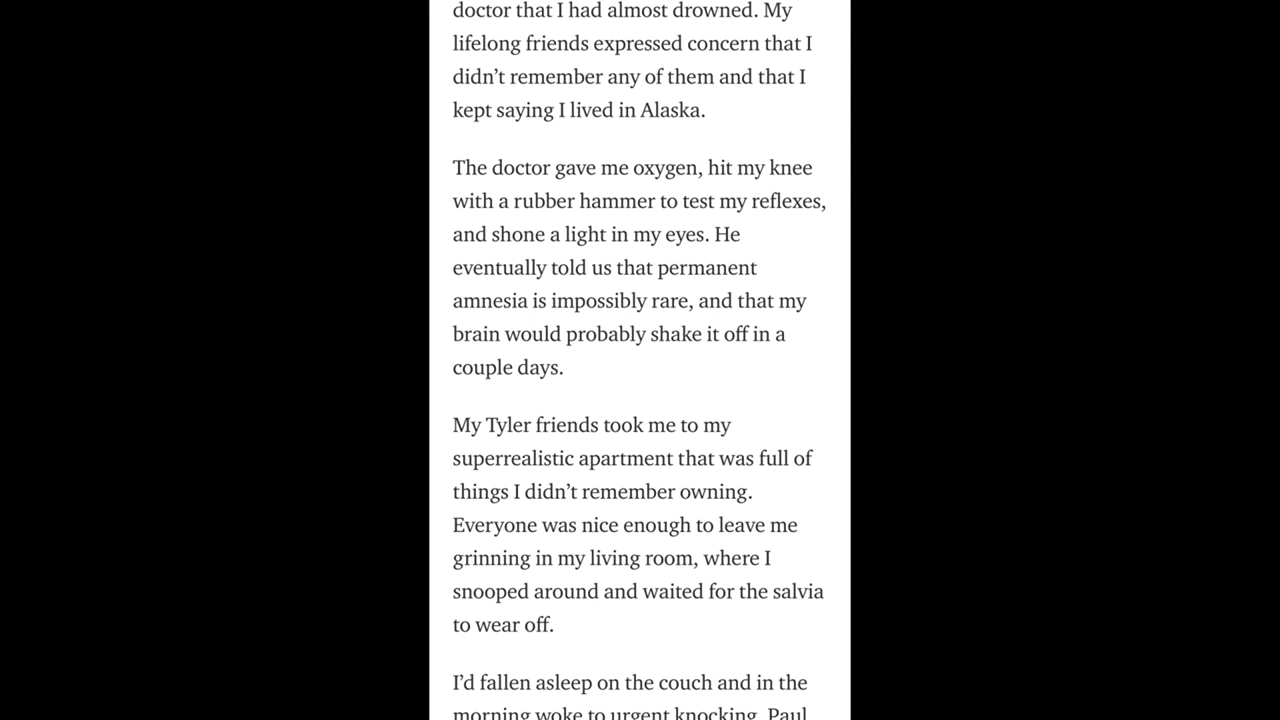 doctor that I had almost drowned. My
lifelong friends expressed concern that I
didn’t remember any of them and that I
kept saying I lived in Alaska.
The doctor gave me oxygen, hit my knee
with a rubber hammer to test my reflexes,
and shone a light in my eyes. He
eventually told us that permanent
amnesia is impossibly rare, and that my
brain would probably shake it off in a
couple days.
My Tyler friends took me to my
superrealistic apartment that was full of
things I didn’t remember owning.
Everyone was nice enough to leave me
grinning in my living room, where I
snooped around and waited for the salvia
to wear off.
I’d fallen asleep on the couch and in the
morning woke to urgent knocking. Paul